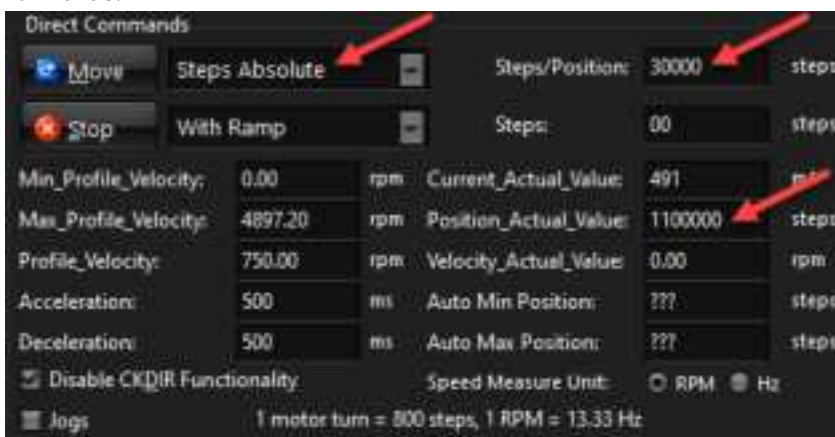 Direct Commands
Move Steps Absolute Steps/Position: 30000 steps
Stop With Ramp Steps: 00 steps
Min_Profile_Velocity: 0.00 rpm Current_Actual_Value: 491
Max_Profile_Velocity: 4897.20 rpm Position_Actual_Value: 1100000 steps
Profile_Velocity: 750.00 rpm Velocity_Actual_Value: 0.00 rpm
Acceleration: 500 ms Auto Min Position: ??? steps
Deceleration: 500 ms Auto Max Position: ??? steps
Disable CKDIR Functionality Speed Measure Unit: RPM Hz
Jogs 1 motor turn = 800 steps, 1 RPM = 13.33 Hz